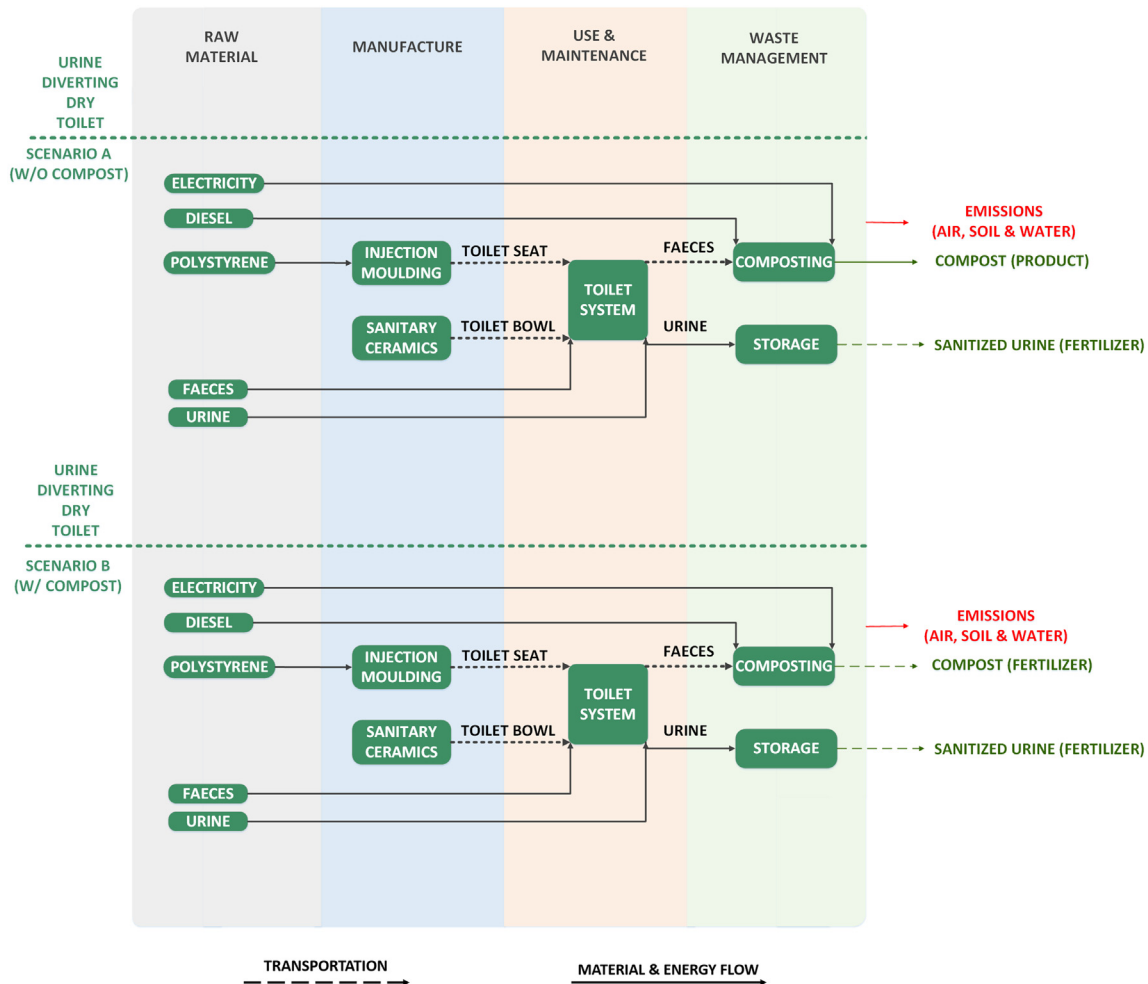 RAW
MATERIAL
MANUFACTURE
USE &
MAINTENANCE
WASTE
MANAGEMENT
URINE
DIVERTING
DRY
TOILET
SCENARIO A
(W/O COMPOST)
ELECTRICITY
DIESEL
POLYSTYRENE
INJECTION
MOULDING
TOILET SEAT
SANITARY
CERAMICS
TOILET BOWL
TOILET
SYSTEM
FAECES
COMPOSTING
URINE
STORAGE
EMISSIONS
(AIR, SOIL & WATER)
COMPOST (PRODUCT)
SANITIZED URINE (FERTILIZER)
FAECES
URINE
URINE
DIVERTING
DRY
TOILET
SCENARIO B
(W/ COMPOST)
ELECTRICITY
DIESEL
POLYSTYRENE
INJECTION
MOULDING
TOILET SEAT
SANITARY
CERAMICS
TOILET BOWL
TOILET
SYSTEM
FAECES
COMPOSTING
URINE
STORAGE
EMISSIONS
(AIR, SOIL & WATER)
COMPOST (FERTILIZER)
SANITIZED URINE (FERTILIZER)
FAECES
URINE
TRANSPORTATION
MATERIAL & ENERGY FLOW